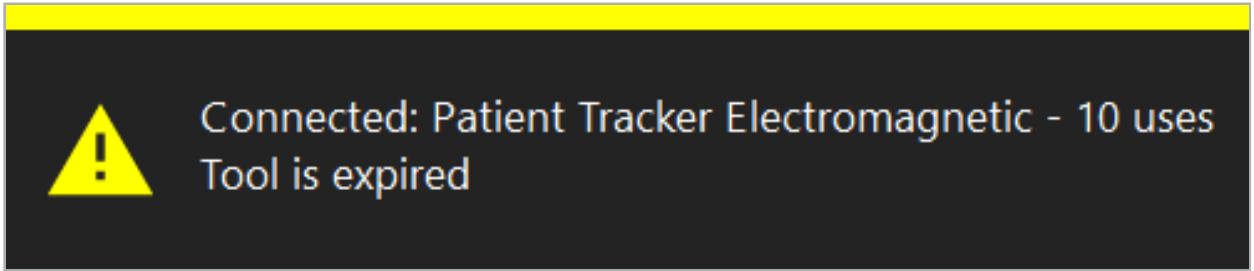 Connected: Patient Tracker Electromagnetic - 10 uses
Tool is expired